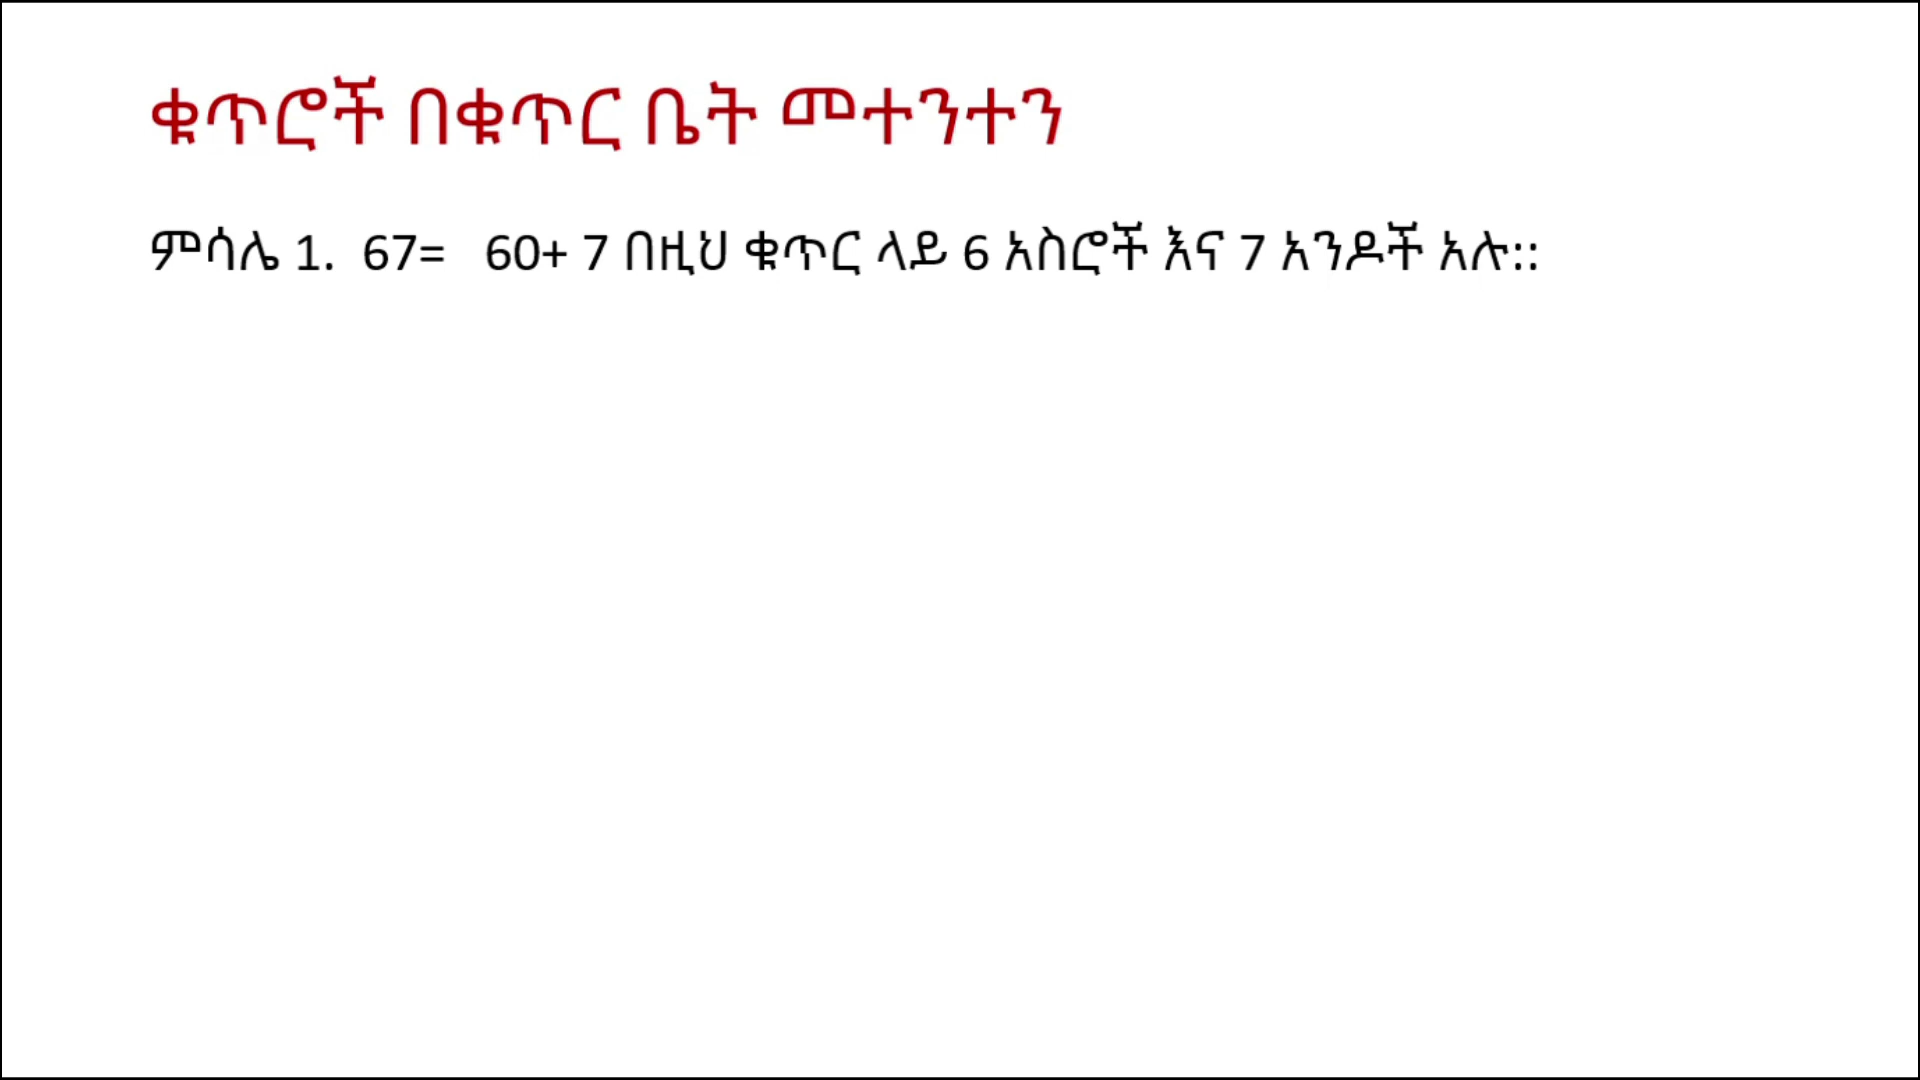 ቁጥሮች በቁጥር ቤት መተንተን
ምሳሌ 1. 67= 60+ 7 በዚህ ቁጥር ላይ 6 አስሮች እና 7 አንዶች አሉ::